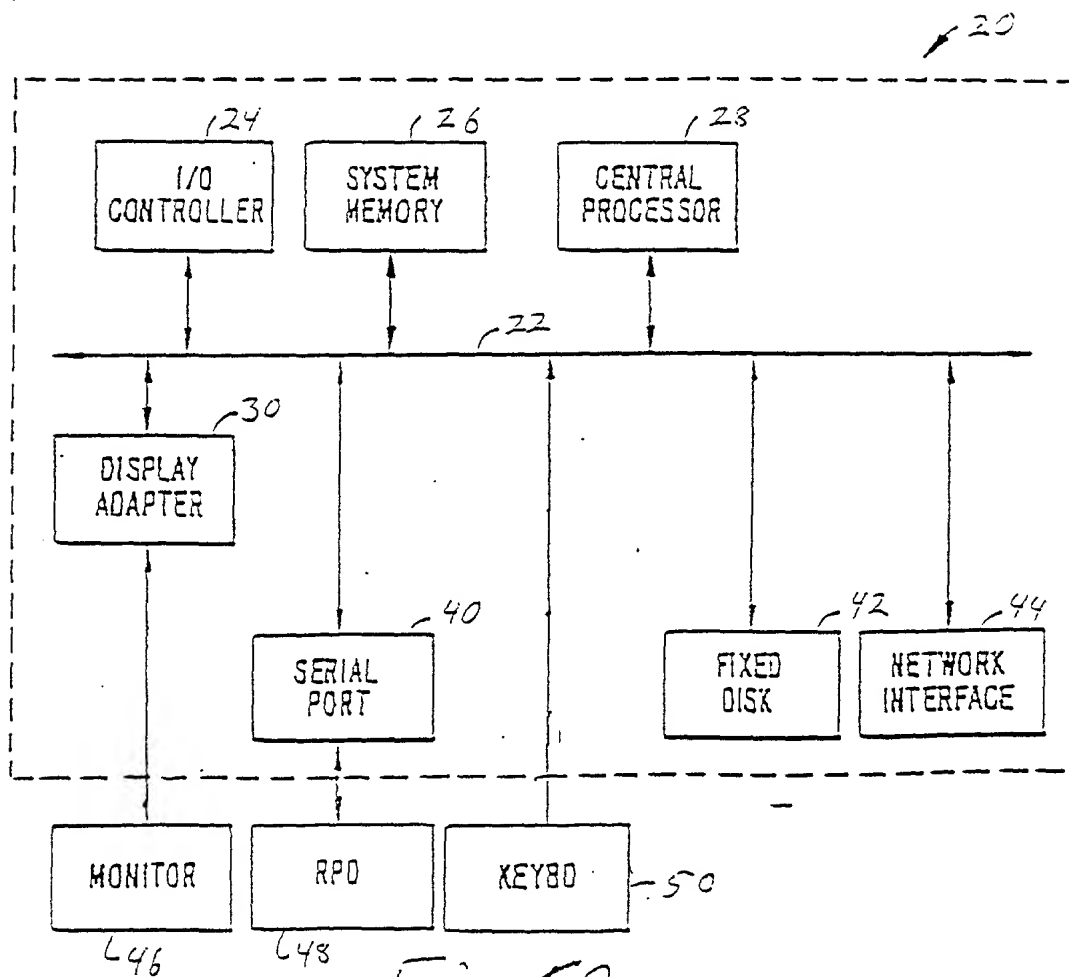 20
24
26
28
I/O
CONTROLLER
SYSTEM
MEMORY
CENTRAL
PROCESSOR
22
30
DISPLAY
ADAPTER
40
42
44
SERIAL
PORT
FIXED
DISK
NETWORK
INTERFACE
MONITOR
RPD
KEYBD
50
46
48